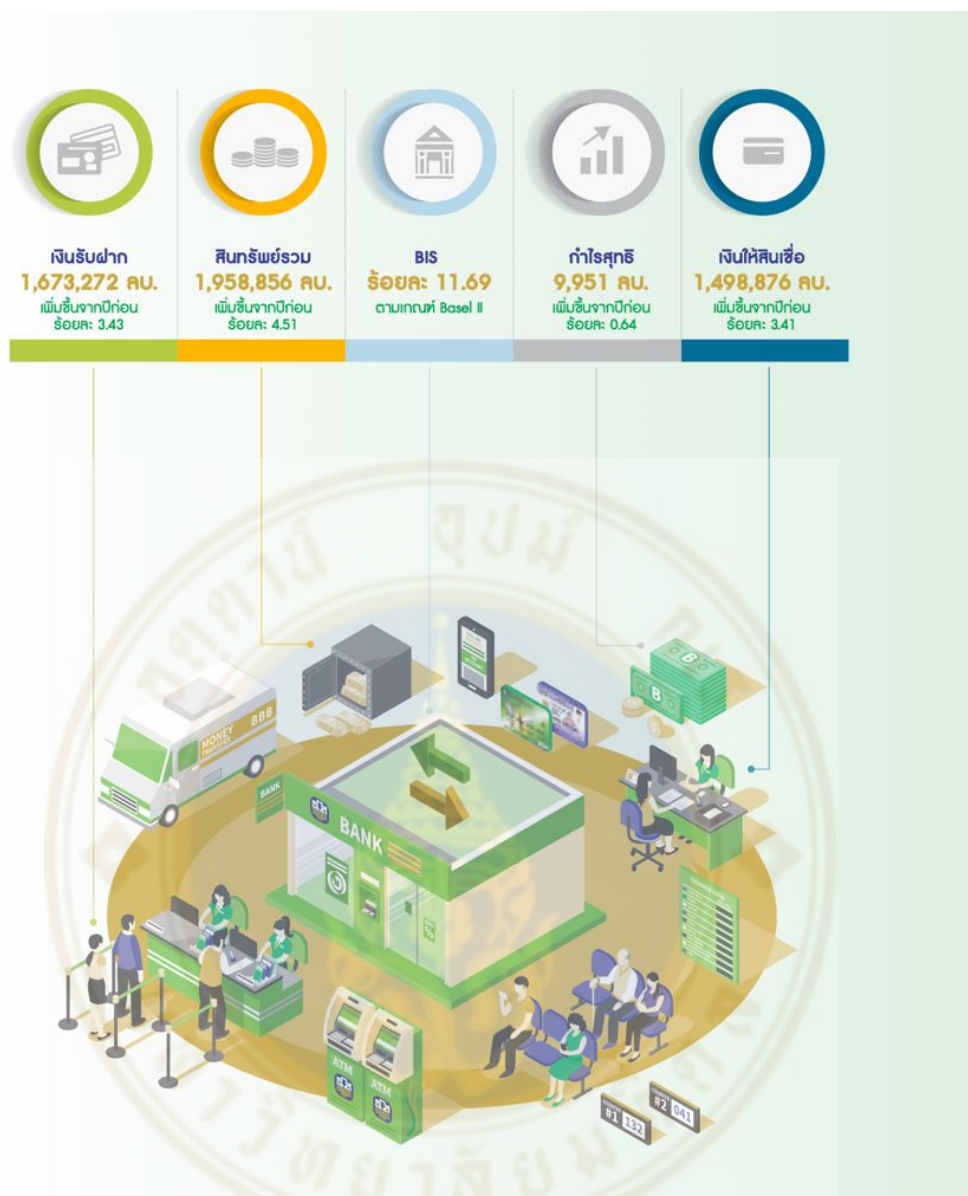 เงินรับฝาก
1,673,272 ลบ.
เพิ่มขึ้นจากปีก่อน
ร้อยละ 3.43
สินทรัพย์รวม
1,958,856 ลบ.
เพิ่มขึ้นจากปีก่อน
ร้อยละ 4.51
BIS
ร้อยละ 11.69
ตามเกณฑ์ Basel II
กำไรสุทธิ
9,951 ลบ.
เพิ่มขึ้นจากปีก่อน
ร้อยละ 0.64
เงินให้สินเชื่อ
1,498,876 ลบ.
เพิ่มขึ้นจากปีก่อน
ร้อยละ 3.41
BBB
MONEY
TRANSFER
B
B
BANK
BANK
%
ATM
ATM
#1 132
#2 041